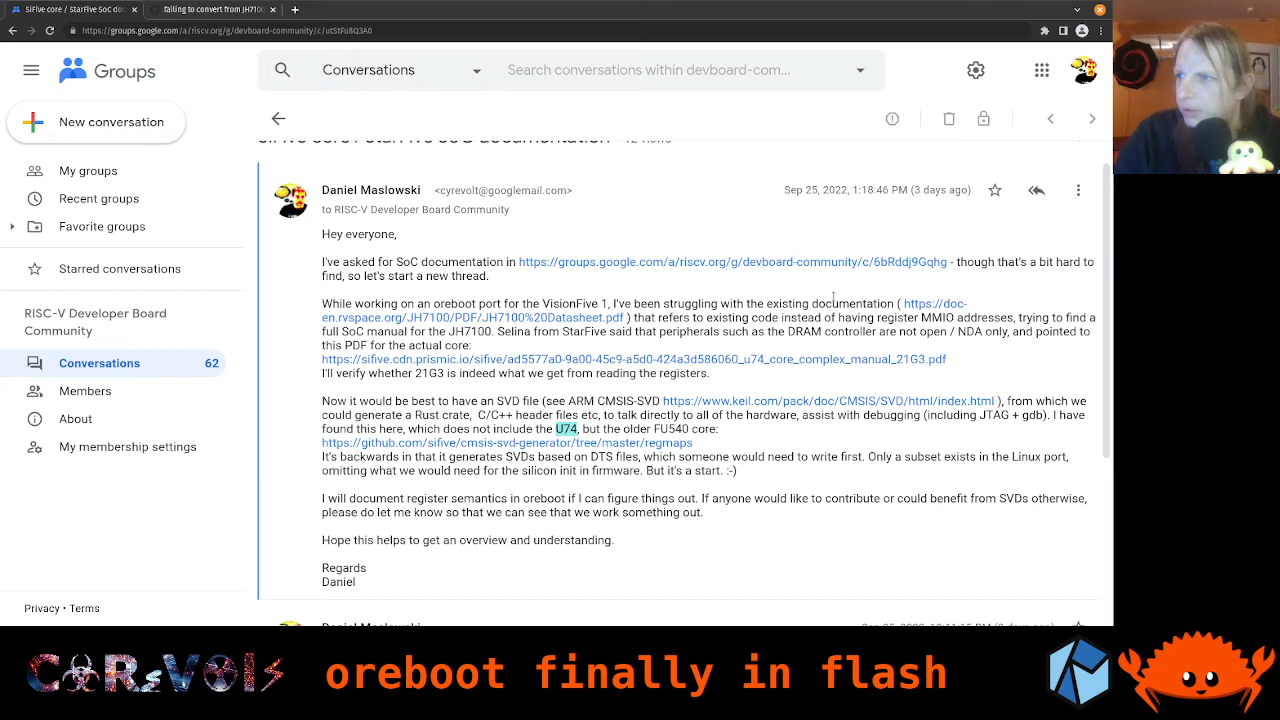 SiFive core / StarFive SoC doc
failing to convert from JH7100
https://groups.google.com/a/riscv.org/g/devboard-community/c/utStFu8Q3A0
Groups
Conversations
Search conversations within devboard-com...
New conversation
My groups
Recent groups
Favorite groups
Starred conversations
RISC-V Developer Board
Community
Conversations 62
Members
About
My membership settings
Privacy • Terms
SiFive core / StarFive SoC documentation 12 views
Daniel Maslowski <cyrevolt@googlemail.com> Sep 25, 2022, 1:18:46 PM (3 days ago)
to RISC-V Developer Board Community
Hey everyone,
I've asked for SoC documentation in https://groups.google.com/a/riscv.org/g/devboard-community/c/6bRddj9Gqhg - though that's a bit hard to
find, so let's start a new thread.
While working on an oreboot port for the VisionFive 1, I've been struggling with the existing documentation ( https://doc-
en.rvspace.org/JH7100/PDF/JH7100%20Datasheet.pdf ) that refers to existing code instead of having register MMIO addresses, trying to find a
full SoC manual for the JH7100. Selina from StarFive said that peripherals such as the DRAM controller are not open / NDA only, and pointed to
this PDF for the actual core:
https://sifive.cdn.prismic.io/sifive/ad5577a0-9a00-45c9-a5d0-424a3d586060_u74_core_complex_manual_21G3.pdf
I'll verify whether 21G3 is indeed what we get from reading the registers.
Now it would be best to have an SVD file (see ARM CMSIS-SVD https://www.keil.com/pack/doc/CMSIS/SVD/html/index.html ), from which we
could generate a Rust crate, C/C++ header files etc, to talk directly to all of the hardware, assist with debugging (including JTAG + gdb). I have
found this here, which does not include the U74, but the older FU540 core:
https://github.com/sifive/cmsis-svd-generator/tree/master/regmaps
It's backwards in that it generates SVDs based on DTS files, which someone would need to write first. Only a subset exists in the Linux port,
omitting what we would need for the silicon init in firmware. But it's a start. :-)
I will document register semantics in oreboot if I can figure things out. If anyone would like to contribute or could benefit from SVDs otherwise,
please do let me know so that we can see that we work something out.
Hope this helps to get an overview and understanding.
Regards
Daniel
Daniel Maslowski
CyReVolt
oreboot finally in flash